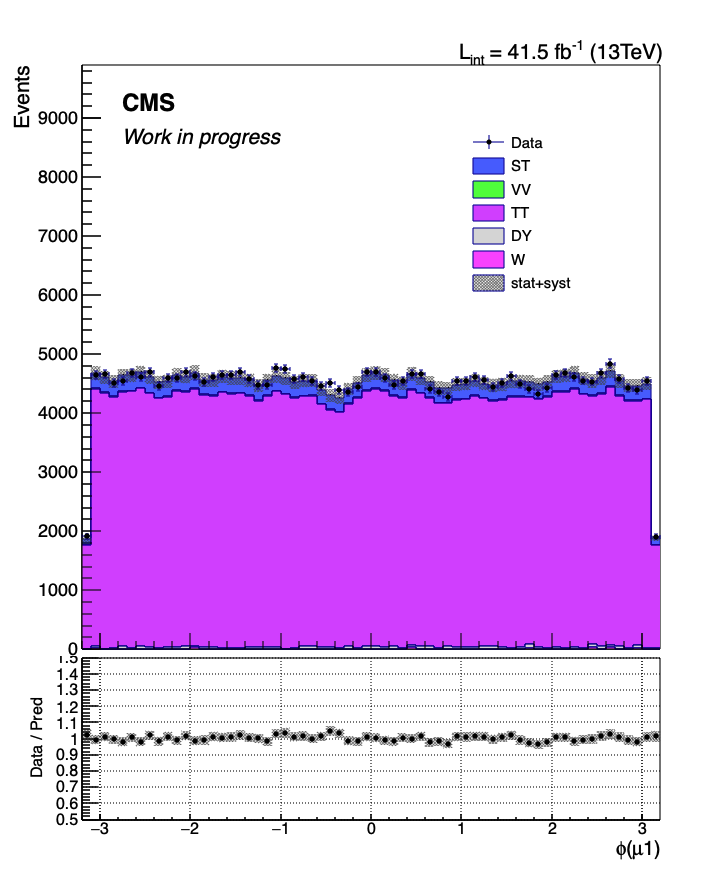 L_int = 41.5 fb⁻¹ (13TeV)
Events
CMS
Work in progress
Data
ST
VV
TT
DY
W
stat+syst
9000
8000
7000
6000
5000
4000
3000
2000
1000
0
Data / Pred
1.5
1.4
1.3
1.2
1.1
1
0.9
0.8
0.7
0.6
0.5
−3 −2 −1 0 1 2 3
ϕ(μ1)